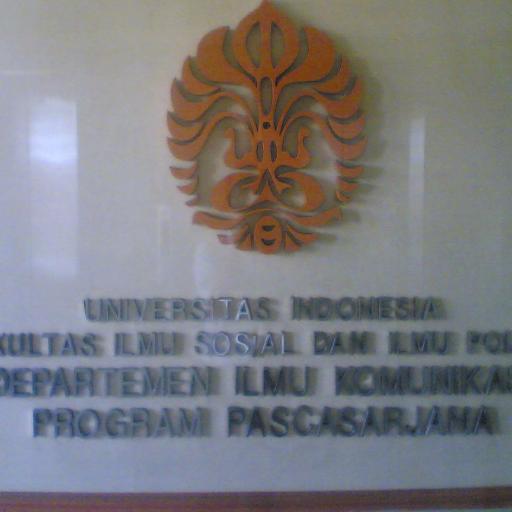 UNIVERSITAS INDONESIA
KULTAS ILMU SOSIAL DAN ILMU POL
DEPARTEMEN ILMU KOMUNIKAS
PROGRAM PASCASARJANA